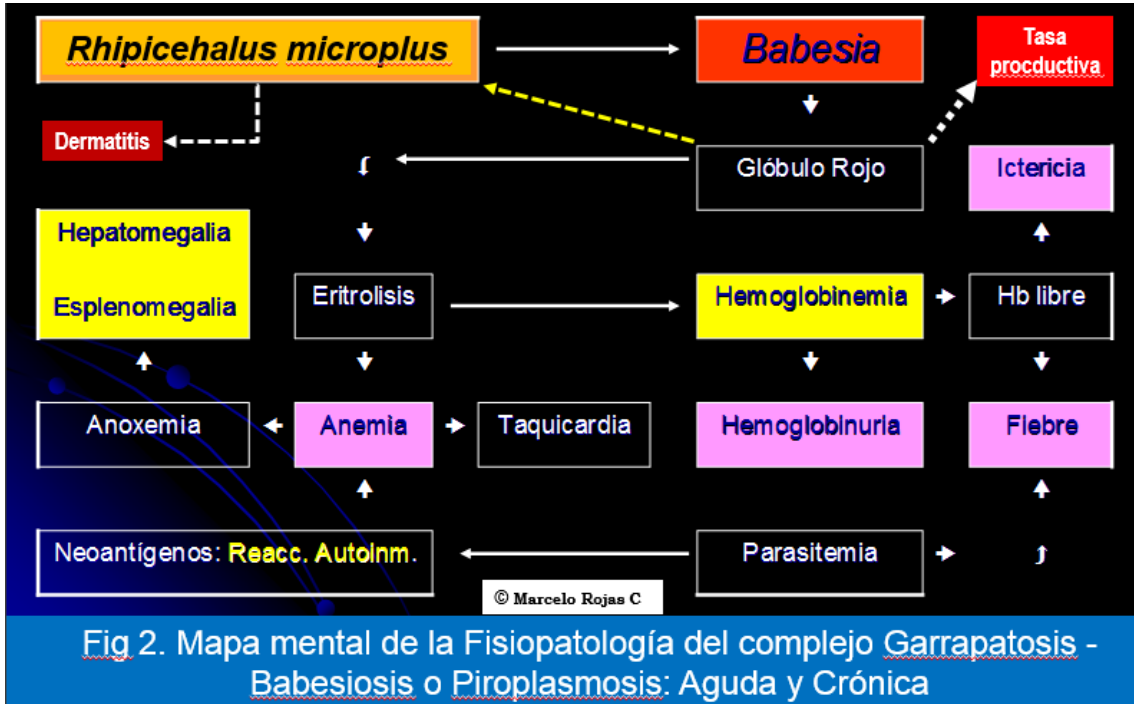 Rhipicehalus microplus
Babesia
Tasa
procductiva
Dermatitis
Glóbulo Rojo
Ictericia
Hepatomegalia
Esplenomegalia
Eritrolisis
Hemoglobinemia
Hb libre
Anoxemia
Anemia
Taquicardia
Hemoglobinuria
Fiebre
Neoantígenos: Reacc. AutoInm.
Parasitemia
© Marcelo Rojas C
Fig 2. Mapa mental de la Fisiopatología del complejo Garrapatosis -
Babesiosis o Piroplasmosis: Aguda y Crónica